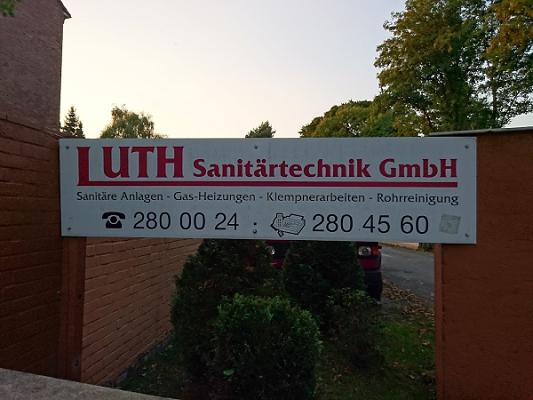 LUTH Sanitärtechnik GmbH
Sanitäre Anlagen - Gas-Heizungen - Klempnerarbeiten - Rohrreinigung
280 00 24 280 45 60